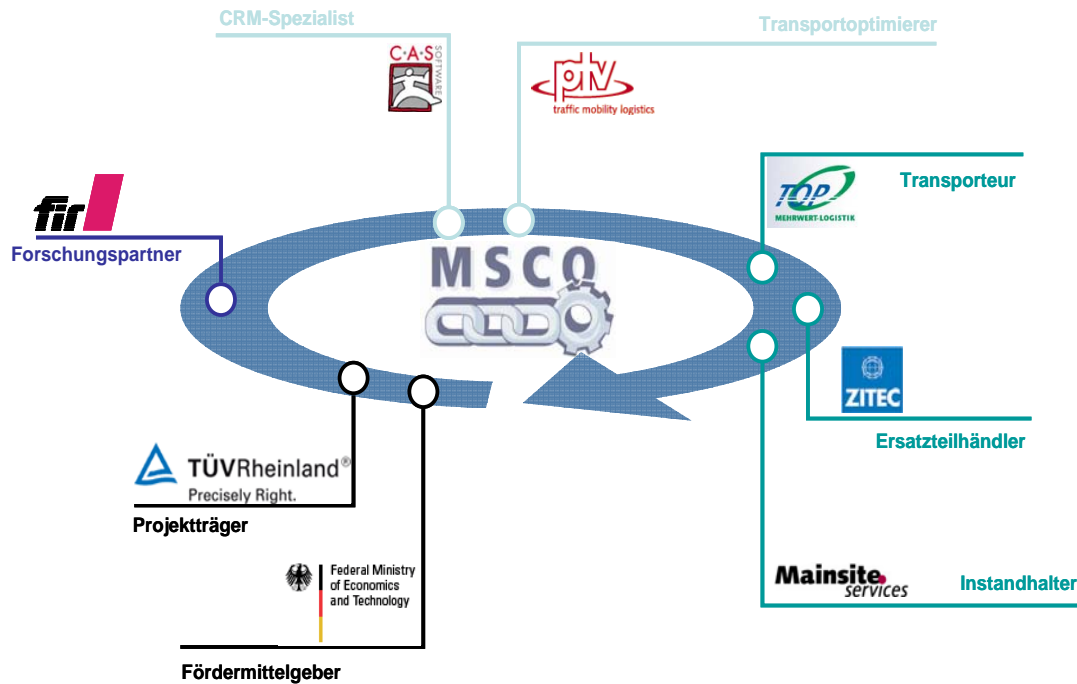 CRM-Spezialist
Transportoptimierer
C·A·S
SOFTWARE
ptv
traffic mobility logistics
TOP
MEHRWERT-LOGISTIK
Transporteur
fir
Forschungspartner
MSCO
ZITEC
Ersatzteilhändler
TÜVRheinland®
Precisely Right.
Projektträger
Federal Ministry
of Economics
and Technology
Fördermittelgeber
Mainsite
services
Instandhalter